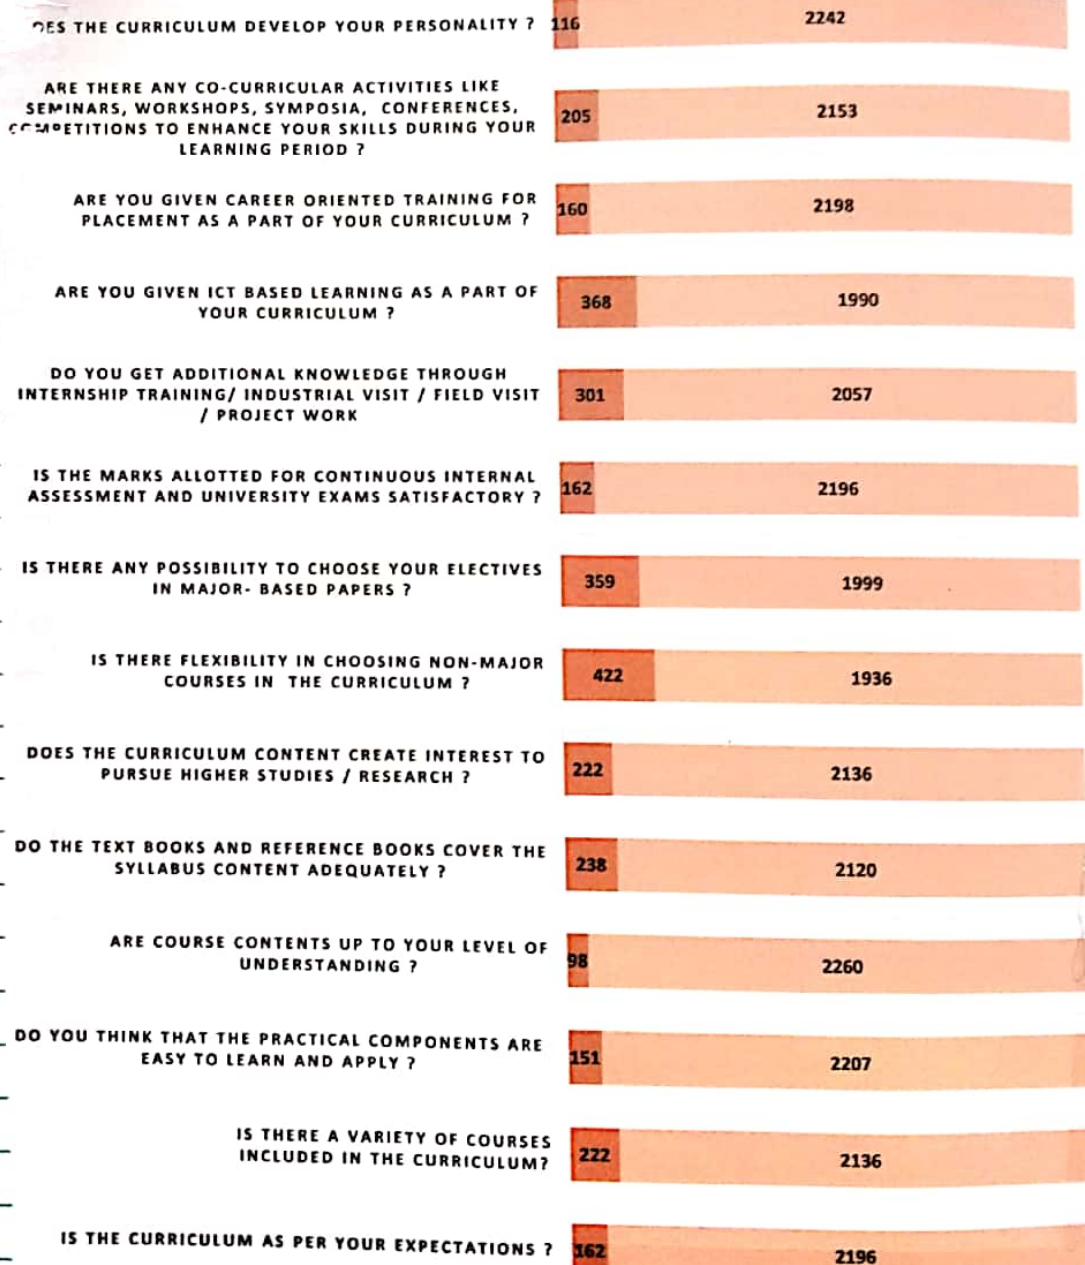 DES THE CURRICULUM DEVELOP YOUR PERSONALITY ? 116 2242
ARE THERE ANY CO-CURRICULAR ACTIVITIES LIKE
SEMINARS, WORKSHOPS, SYMPOSIA, CONFERENCES,
COMPETITIONS TO ENHANCE YOUR SKILLS DURING YOUR
LEARNING PERIOD ?
205 2153
ARE YOU GIVEN CAREER ORIENTED TRAINING FOR
PLACEMENT AS A PART OF YOUR CURRICULUM ?
160 2198
ARE YOU GIVEN ICT BASED LEARNING AS A PART OF
YOUR CURRICULUM ?
368 1990
DO YOU GET ADDITIONAL KNOWLEDGE THROUGH
INTERNSHIP TRAINING/ INDUSTRIAL VISIT / FIELD VISIT
/ PROJECT WORK
301 2057
IS THE MARKS ALLOTTED FOR CONTINUOUS INTERNAL
ASSESSMENT AND UNIVERSITY EXAMS SATISFACTORY ?
162 2196
IS THERE ANY POSSIBILITY TO CHOOSE YOUR ELECTIVES
IN MAJOR- BASED PAPERS ?
359 1999
IS THERE FLEXIBILITY IN CHOOSING NON-MAJOR
COURSES IN THE CURRICULUM ?
422 1936
DOES THE CURRICULUM CONTENT CREATE INTEREST TO
PURSUE HIGHER STUDIES / RESEARCH ?
222 2136
DO THE TEXT BOOKS AND REFERENCE BOOKS COVER THE
SYLLABUS CONTENT ADEQUATELY ?
238 2120
ARE COURSE CONTENTS UP TO YOUR LEVEL OF
UNDERSTANDING ?
98 2260
DO YOU THINK THAT THE PRACTICAL COMPONENTS ARE
EASY TO LEARN AND APPLY ?
151 2207
IS THERE A VARIETY OF COURSES
INCLUDED IN THE CURRICULUM?
222 2136
IS THE CURRICULUM AS PER YOUR EXPECTATIONS ? 162 2196